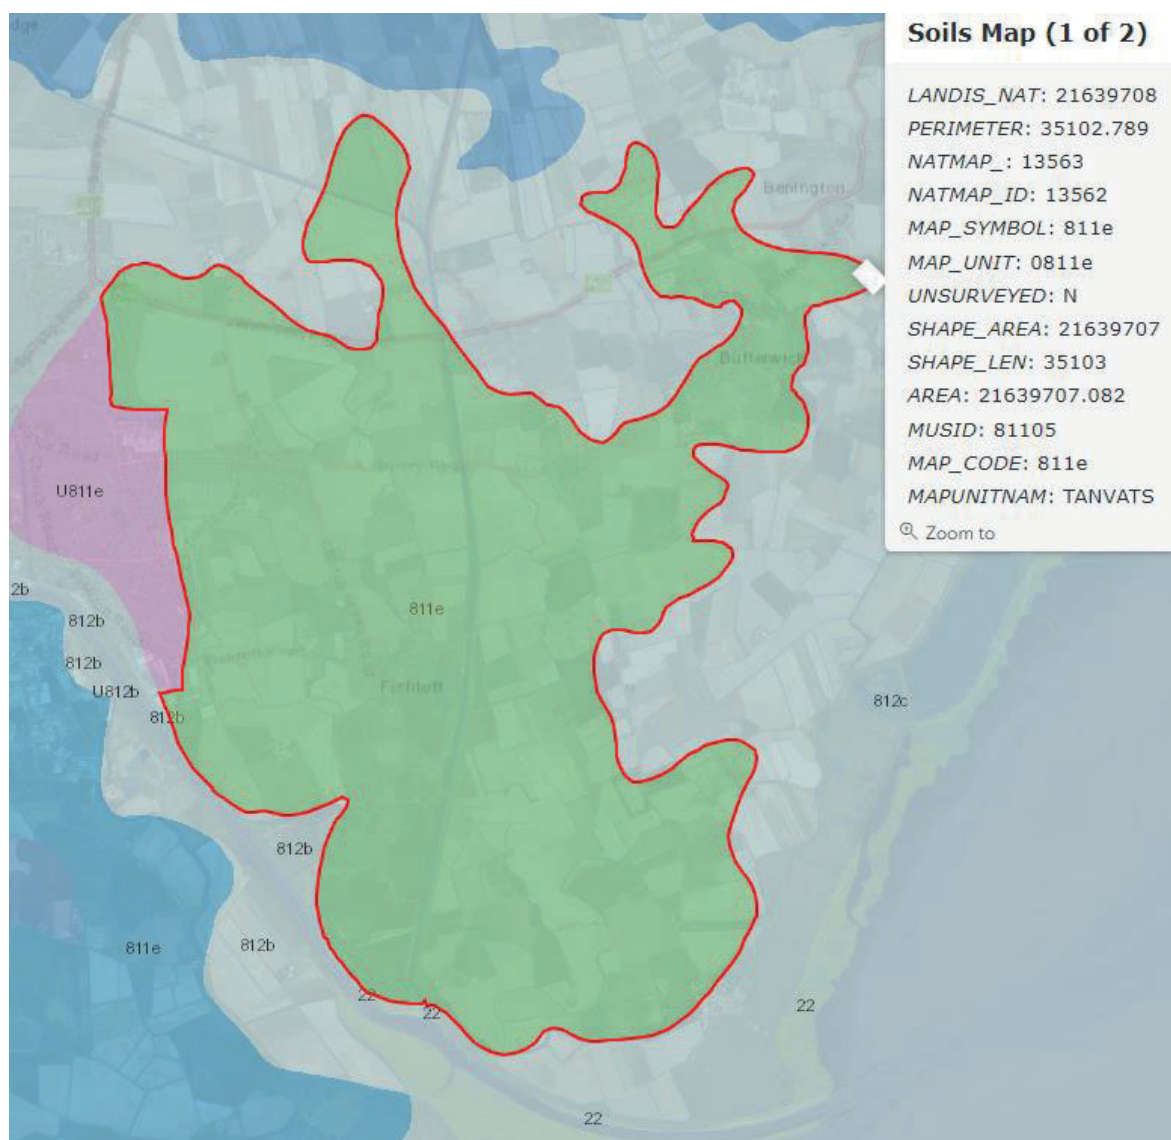 Soils Map (1 of 2)
LANDIS_NAT: 21639708
PERIMETER: 35102.789
NATMAP_: 13563
NATMAP_ID: 13562
MAP_SYMBOL: 811e
MAP_UNIT: 0811e
UNSURVEYED: N
SHAPE_AREA: 21639707
SHAPE_LEN: 35103
AREA: 21639707.082
MUSID: 81105
MAP_CODE: 811e
MAPUNITNAM: TANVATS
Zoom to
Benington
Butterwick
U811e
811e
2b
812b
812b
U812b
812b
Fishtoft
812c
812b
811e
812b
22
22
22
22